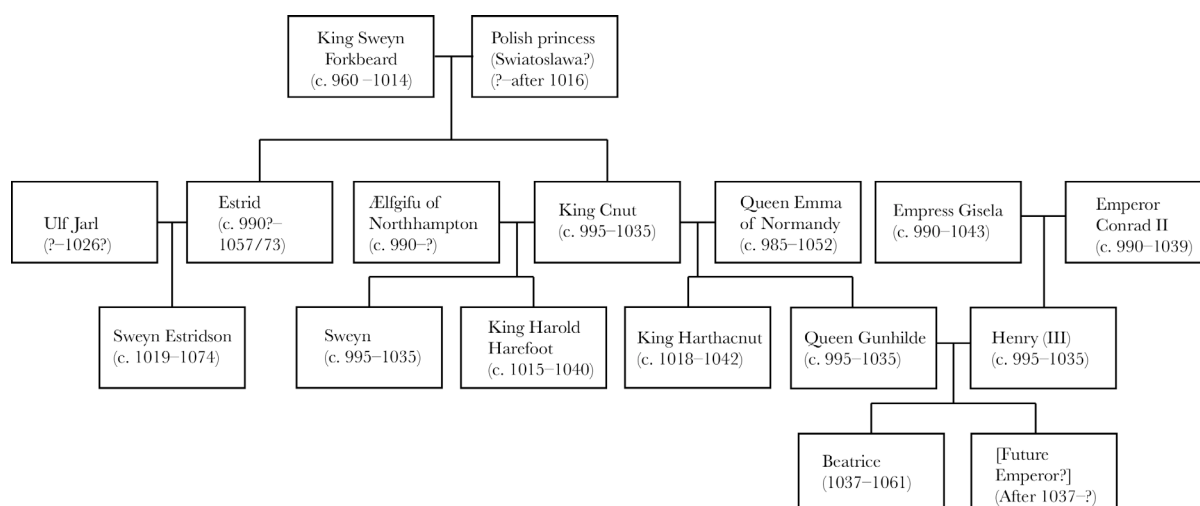 King Sweyn
Forkbeard
(c. 960 –1014)
Polish princess
(Swiatoslawa?)
(?–after 1016)
Ulf Jarl
(?–1026?)
Estrid
(c. 990?–
1057/73)
Ælfgifu of
Northhampton
(c. 990–?)
King Cnut
(c. 995–1035)
Queen Emma
of Normandy
(c. 985–1052)
Empress Gisela
(c. 990–1043)
Emperor
Conrad II
(c. 990–1039)
Sweyn Estridson
(c. 1019–1074)
Sweyn
(c. 995–1035)
King Harold
Harefoot
(c. 1015–1040)
King Harthacnut
(c. 1018–1042)
Queen Gunhilde
(c. 995–1035)
Henry (III)
(c. 995–1035)
Beatrice
(1037–1061)
[Future
Emperor?]
(After 1037–?)